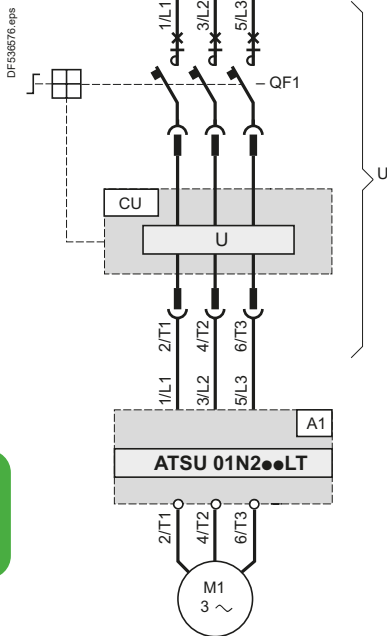 DF536576.eps
1/L1 3/L2 5/L3
QF1
U
CU
U
2/T1 4/T2 6/T3
1/L1 3/L2 5/L3
A1
ATSU 01N2●●LT
2/T1 4/T2 6/T3
M1
3 ~